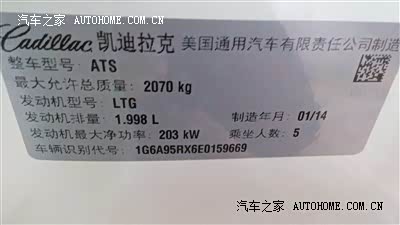 汽车之家 AUTOHOME.COM.CN
Cadillac 凯迪拉克 美国通用汽车有限责任公司制造
整车型号: ATS
最大允许总质量: 2070 kg
发动机型号: LTG
发动机排量: 1.998 L 制造年月: 01/14
发动机最大净功率: 203 kW 乘坐人数: 5
车辆识别代号: 1G6A95RX6E0159669
汽车之家 AUTOHOME.COM.CN